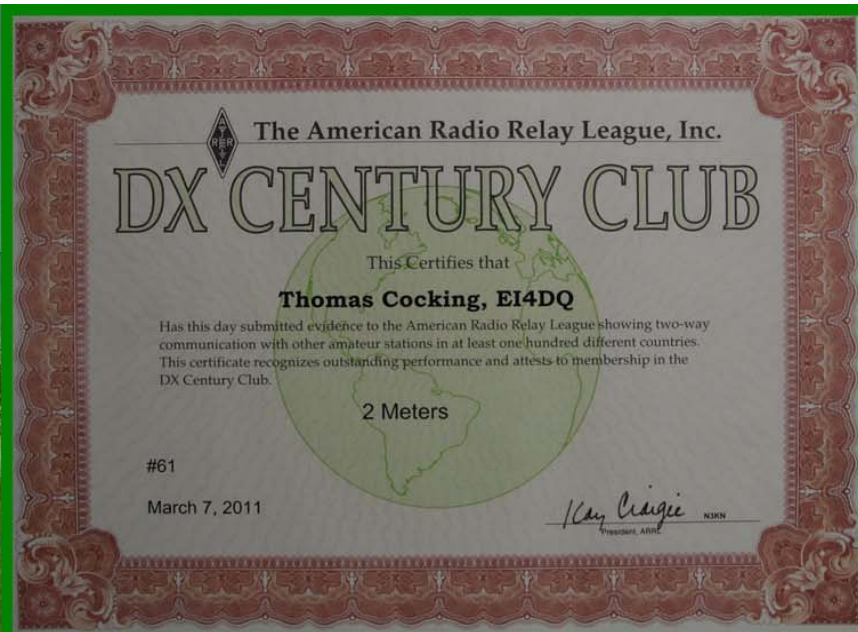 The American Radio Relay League, Inc.
A
R R
L
DX CENTURY CLUB
This Certifies that
Thomas Cocking, EI4DQ
Has this day submitted evidence to the American Radio Relay League showing two-way
communication with other amateur stations in at least one hundred different countries.
This certificate recognizes outstanding performance and attests to membership in the
DX Century Club.
2 Meters
#61
March 7, 2011
Kay Craigie N3KN
President, ARRL